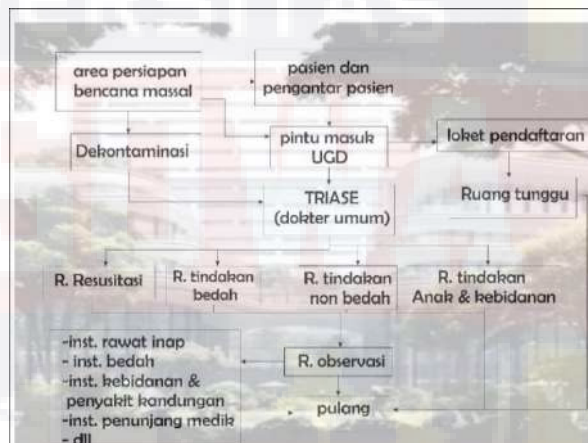 area persiapan
bencana massal
pasien dan
pengantar pasien
Dekontaminasi
pintu masuk
UGD
loket pendaftaran
TRIASE
(dokter umum)
Ruang tunggu
R. Resusitasi
R. tindakan
bedah
R. tindakan
non bedah
R. tindakan
Anak & kebidanan
-inst. rawat inap
- inst. bedah
-inst. kebidanan &
penyakit kandungan
-inst. penunjang medik
- dll
R. observasi
pulang